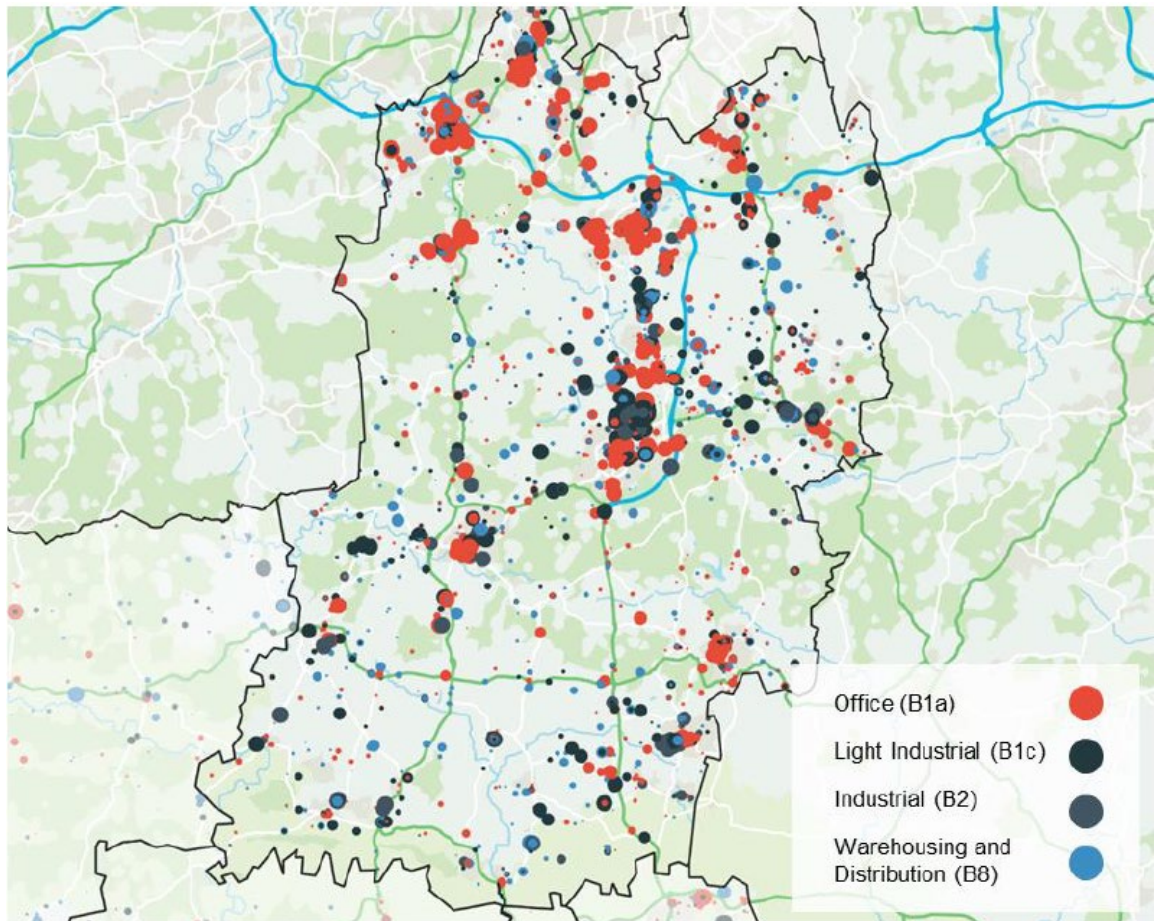 Office (B1a)
Light Industrial (B1c)
Industrial (B2)
Warehousing and
Distribution (B8)